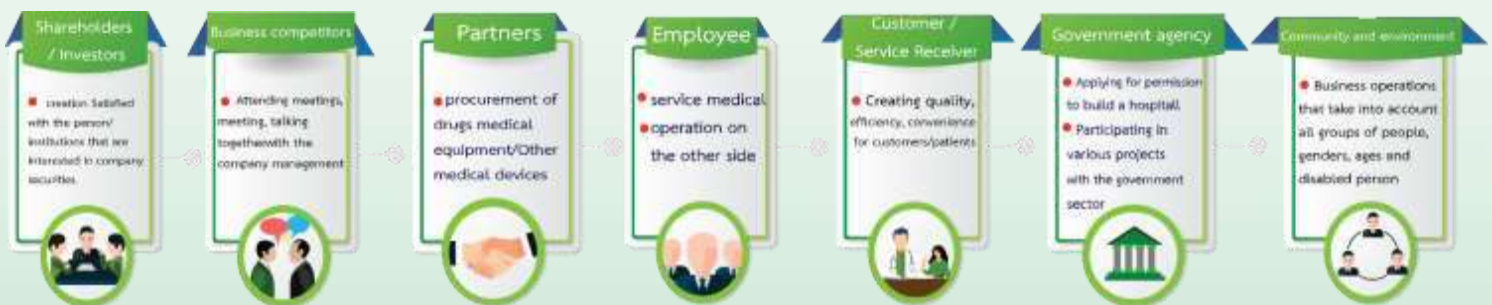 Shareholders
/ Investors
creation Satisfied
with the person/
institutions that are
interested in company
securities.
Business competitors
Attending meetings,
meeting, talking
togetherwith the
company management
Partners
procurement of
drugs medical
equipment/Other
medical devices
Employee
service medical
operation on
the other side
Customer /
Service Receiver
Creating quality,
efficiency, convenience
for customers/patients
Government agency
Applying for permission
to build a hospitall
Participating in
various projects
with the government
sector
Community and environment
Business operations
that take into account
all groups of people,
genders, ages and
disabled person